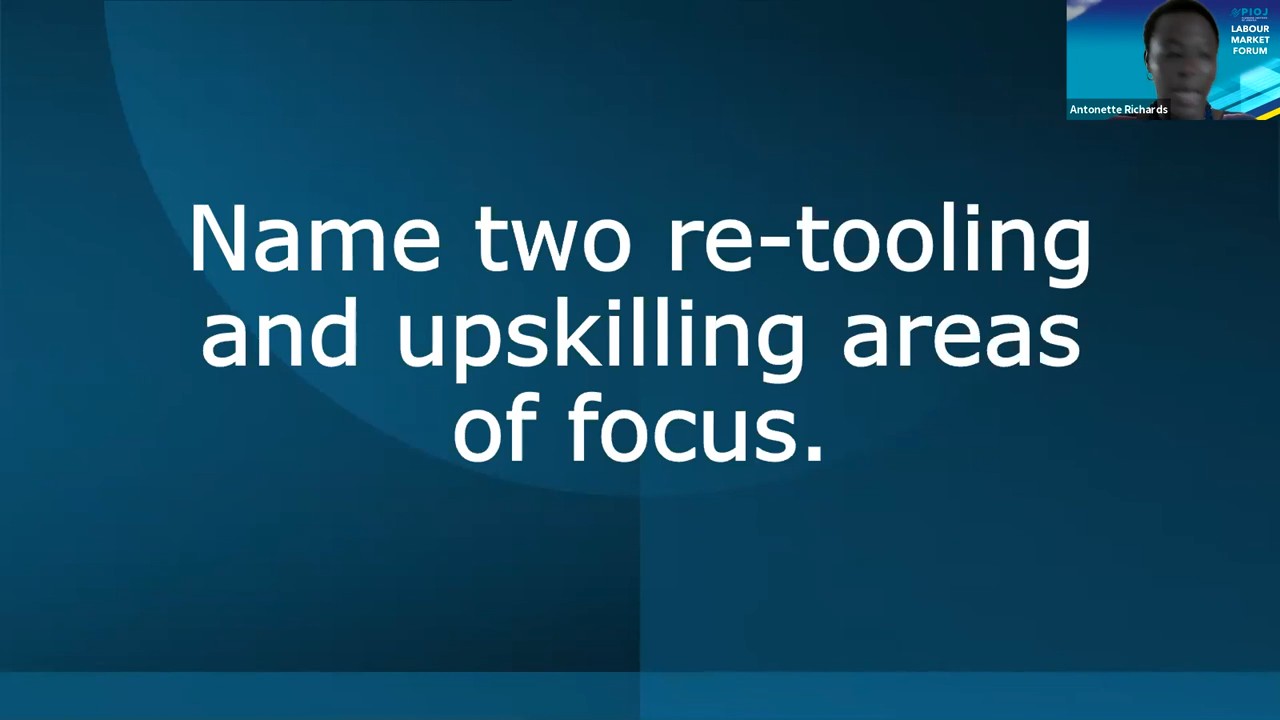 PIOJ
LABOUR
MARKET
FORUM
Antonette Richards
Name two re-tooling
and upskilling areas
of focus.